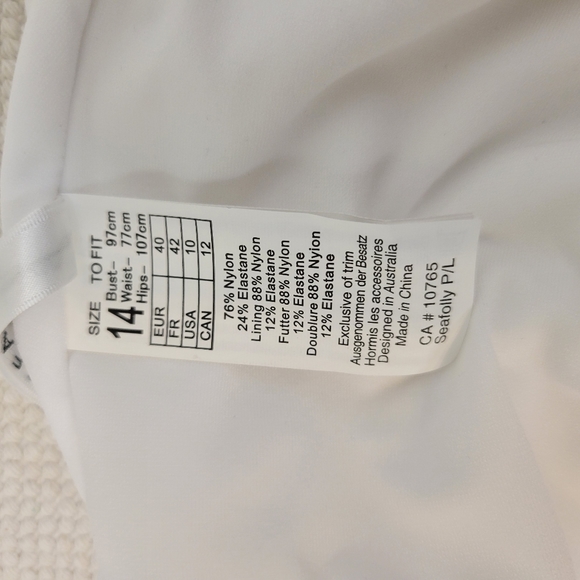 SIZE TO FIT
14 Bust– 97cm
Waist– 77cm
Hips– 107cm
EUR 40
FR 42
USA 10
CAN 12
76% Nylon
24% Elastane
Lining 88% Nylon
12% Elastane
Futter 88% Nylon
12% Elastane
Doublure 88% Nylon
12% Elastane
Exclusive of trim
Ausgenommen der Besatz
Hormis les accessoires
Designed in Australia
Made in China
CA # 10765
Seafolly P/L